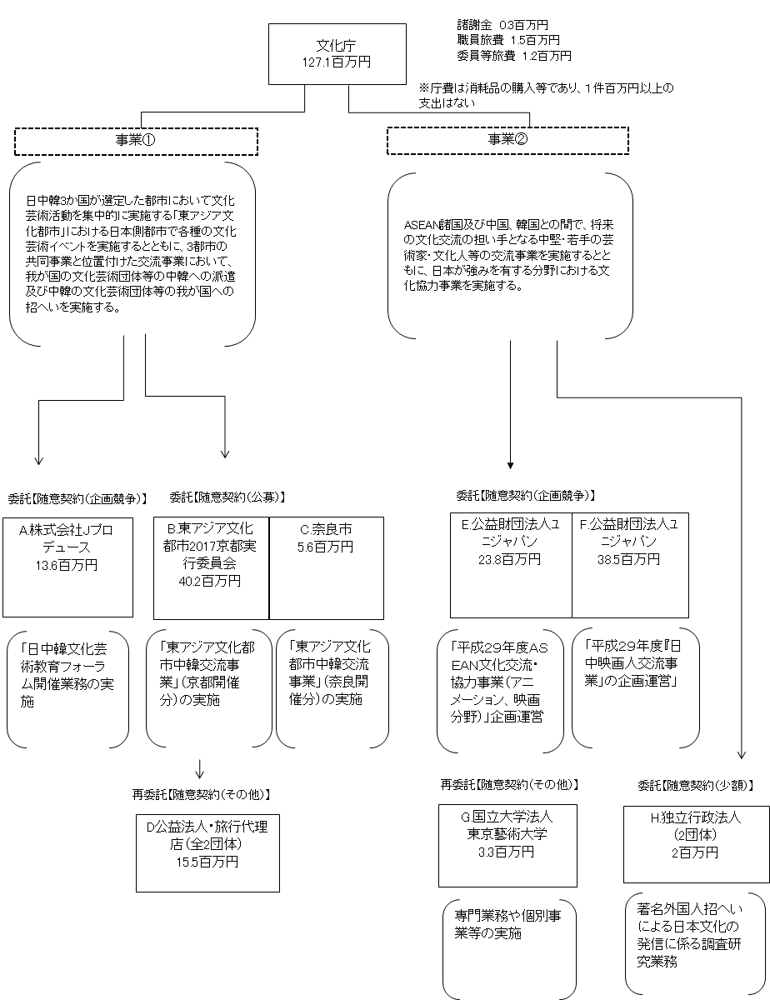 文化庁
127.1百万円
諸謝金 0.3百万円
職員旅費 1.5百万円
委員等旅費 1.2百万円
※庁費は消耗品の購入等であり、1件百万円以上の
支出はない
事業①
事業②
日中韓3か国が選定した都市において文化
芸術活動を集中的に実施する「東アジア文
化都市」における日本側都市で各種の文化
芸術イベントを実施するとともに、3都市の
共同事業と位置付けた交流事業において、
我が国の文化芸術団体等の中韓への派遣
及び中韓の文化芸術団体等の我が国への
招へいを実施する。
ASEAN諸国及び中国、韓国との間で、将来
の文化交流の担い手となる中堅・若手の芸
術家・文化人等の交流事業を実施するとと
もに、日本が強みを有する分野における文
化協力事業を実施する。
委託【随意契約(企画競争)】
委託【随意契約(公募)】
委託【随意契約(企画競争)】
A.株式会社Jプロ
デュース
13.6百万円
B.東アジア文化
都市2017京都実
行委員会
40.2百万円
C.奈良市
5.6百万円
E.公益財団法人ユ
ニジャパン
23.8百万円
F.公益財団法人ユ
ニジャパン
38.5百万円
「日中韓文化芸
術教育フォーラ
ム開催業務の実
施
「東アジア文化都
市中韓交流事
業」(京都開催
分)の実施
「東アジア文化
都市中韓交流
事業」(奈良開
催分)の実施
「平成29年度AS
EAN文化交流・
協力事業(アニ
メーション、映画
分野)」企画運営
「平成29年度『日
中映画人交流事
業」の企画運営」
再委託【随意契約(その他)】
D公益法人・旅行代理
店(全2団体)
15.5百万円
再委託【随意契約(その他)】
G.国立大学法人
東京藝術大学
3.3百万円
委託【随意契約(少額)】
H.独立行政法人
(2団体)
2百万円
専門業務や個別事
業等の実施
著名外国人招へい
による日本文化の
発信に係る調査研
究業務